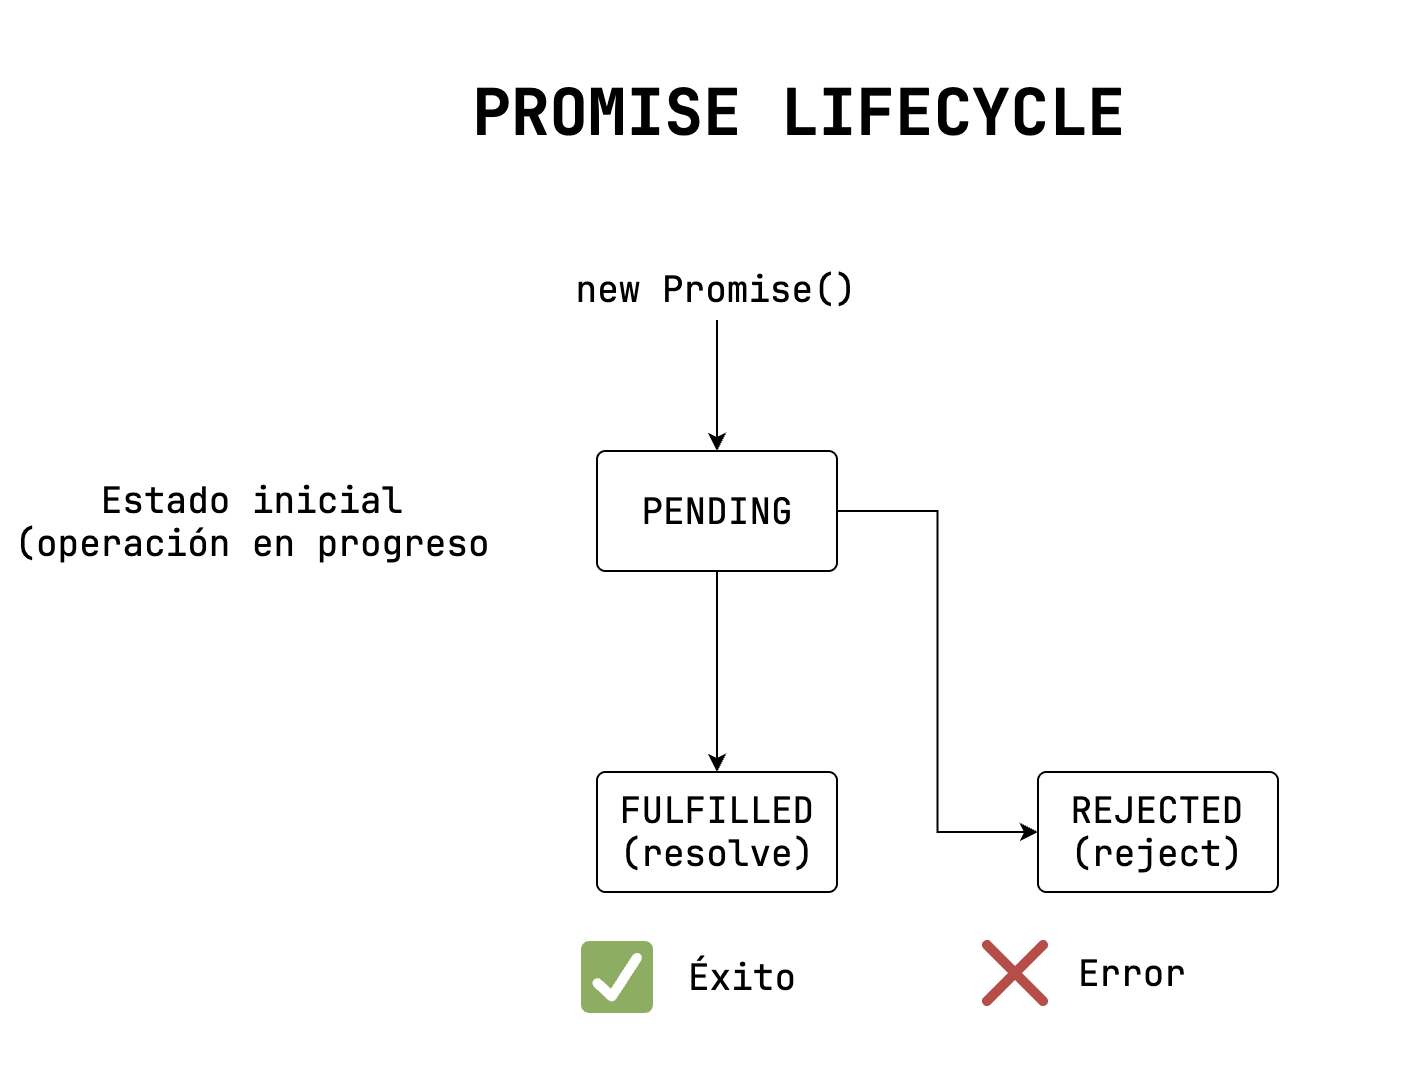 PROMISE LIFECYCLE
new Promise()
Estado inicial
(operación en progreso
PENDING
FULFILLED
(resolve)
REJECTED
(reject)
Éxito
Error